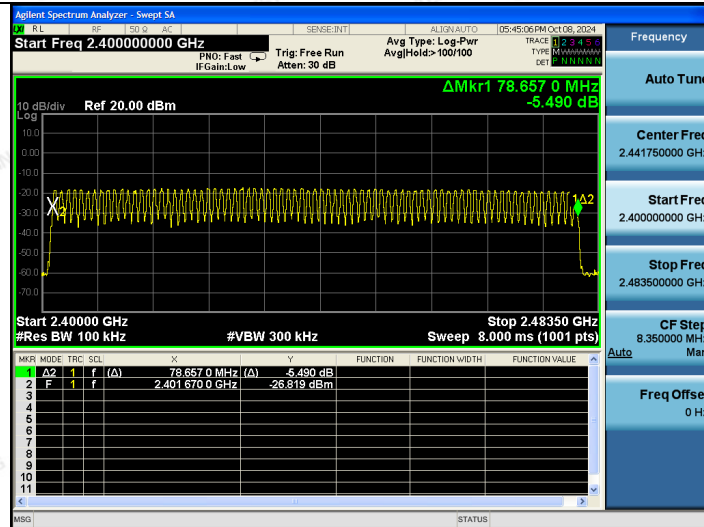 Agilent Spectrum Analyzer - Swept SA
LXI RL RF 50 Ω AC SENSE:INT ALIGN AUTO 05:45:06 PM Oct 08, 2024
Start Freq 2.400000000 GHz
PNO: Fast
IFGain:Low
Trig: Free Run
Atten: 30 dB
Avg Type: Log-Pwr
Avg|Hold:>100/100
TRACE 1 2 3 4 5 6
TYPE M
DET P N N N N N
Frequency
ΔMkr1 78.657 0 MHz
-5.490 dB
10 dB/div Ref 20.00 dBm
Log
10.0
0.00
-10.0
-20.0
-30.0
-40.0
-50.0
-60.0
-70.0
2
1Δ2
Start 2.40000 GHz Stop 2.48350 GHz
#Res BW 100 kHz #VBW 300 kHz Sweep 8.000 ms (1001 pts)
MKR MODE TRC SCL X Y FUNCTION FUNCTION WIDTH FUNCTION VALUE
1 Δ2 1 f (Δ) 78.657 0 MHz (Δ) -5.490 dB
2 F 1 f 2.401 670 0 GHz -26.819 dBm
3
4
5
6
7
8
9
10
11
MSG STATUS
Auto Tune
Center Freq
2.441750000 GHz
Start Freq
2.400000000 GHz
Stop Freq
2.483500000 GHz
CF Step
8.350000 MHz
Auto Man
Freq Offset
0 Hz